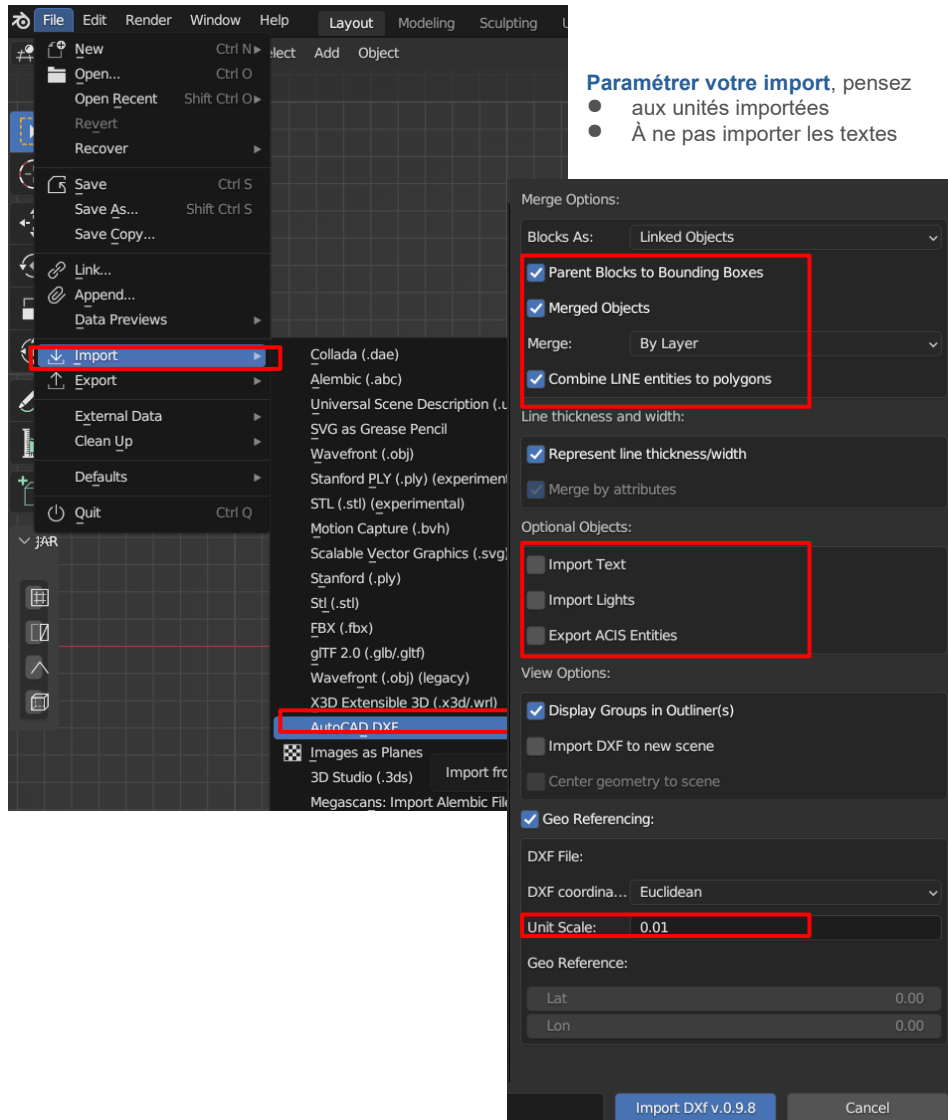 File Edit Render Window Help Layout Modeling Sculpting
New Ctrl N
Select Add Object
Open... Ctrl O
Open Recent Shift Ctrl O
Revert
Recover
Save Ctrl S
Save As... Shift Ctrl S
Save Copy...
Link...
Append...
Data Previews
Import
Export
External Data
Clean Up
Defaults
Quit Ctrl Q
JAR
Collada (.dae)
Alembic (.abc)
Universal Scene Description (.u
SVG as Grease Pencil
Wavefront (.obj)
Stanford PLY (.ply) (experiment
STL (.stl) (experimental)
Motion Capture (.bvh)
Scalable Vector Graphics (.svg)
Stanford (.ply)
Stl (.stl)
FBX (.fbx)
glTF 2.0 (.glb/.gltf)
Wavefront (.obj) (legacy)
X3D Extensible 3D (.x3d/.wrl)
AutoCAD DXF
Images as Planes
3D Studio (.3ds)
Import fro
Megascans: Import Alembic File
Paramétrer votre import, pensez
● aux unités importées
● À ne pas importer les textes
Merge Options:
Blocks As: Linked Objects
Parent Blocks to Bounding Boxes
Merged Objects
Merge: By Layer
Combine LINE entities to polygons
Line thickness and width:
Represent line thickness/width
Merge by attributes
Optional Objects:
Import Text
Import Lights
Export ACIS Entities
View Options:
Display Groups in Outliner(s)
Import DXF to new scene
Center geometry to scene
Geo Referencing:
DXF File:
DXF coordina... Euclidean
Unit Scale: 0.01
Geo Reference:
Lat 0.00
Lon 0.00
Import DXf v.0.9.8 Cancel